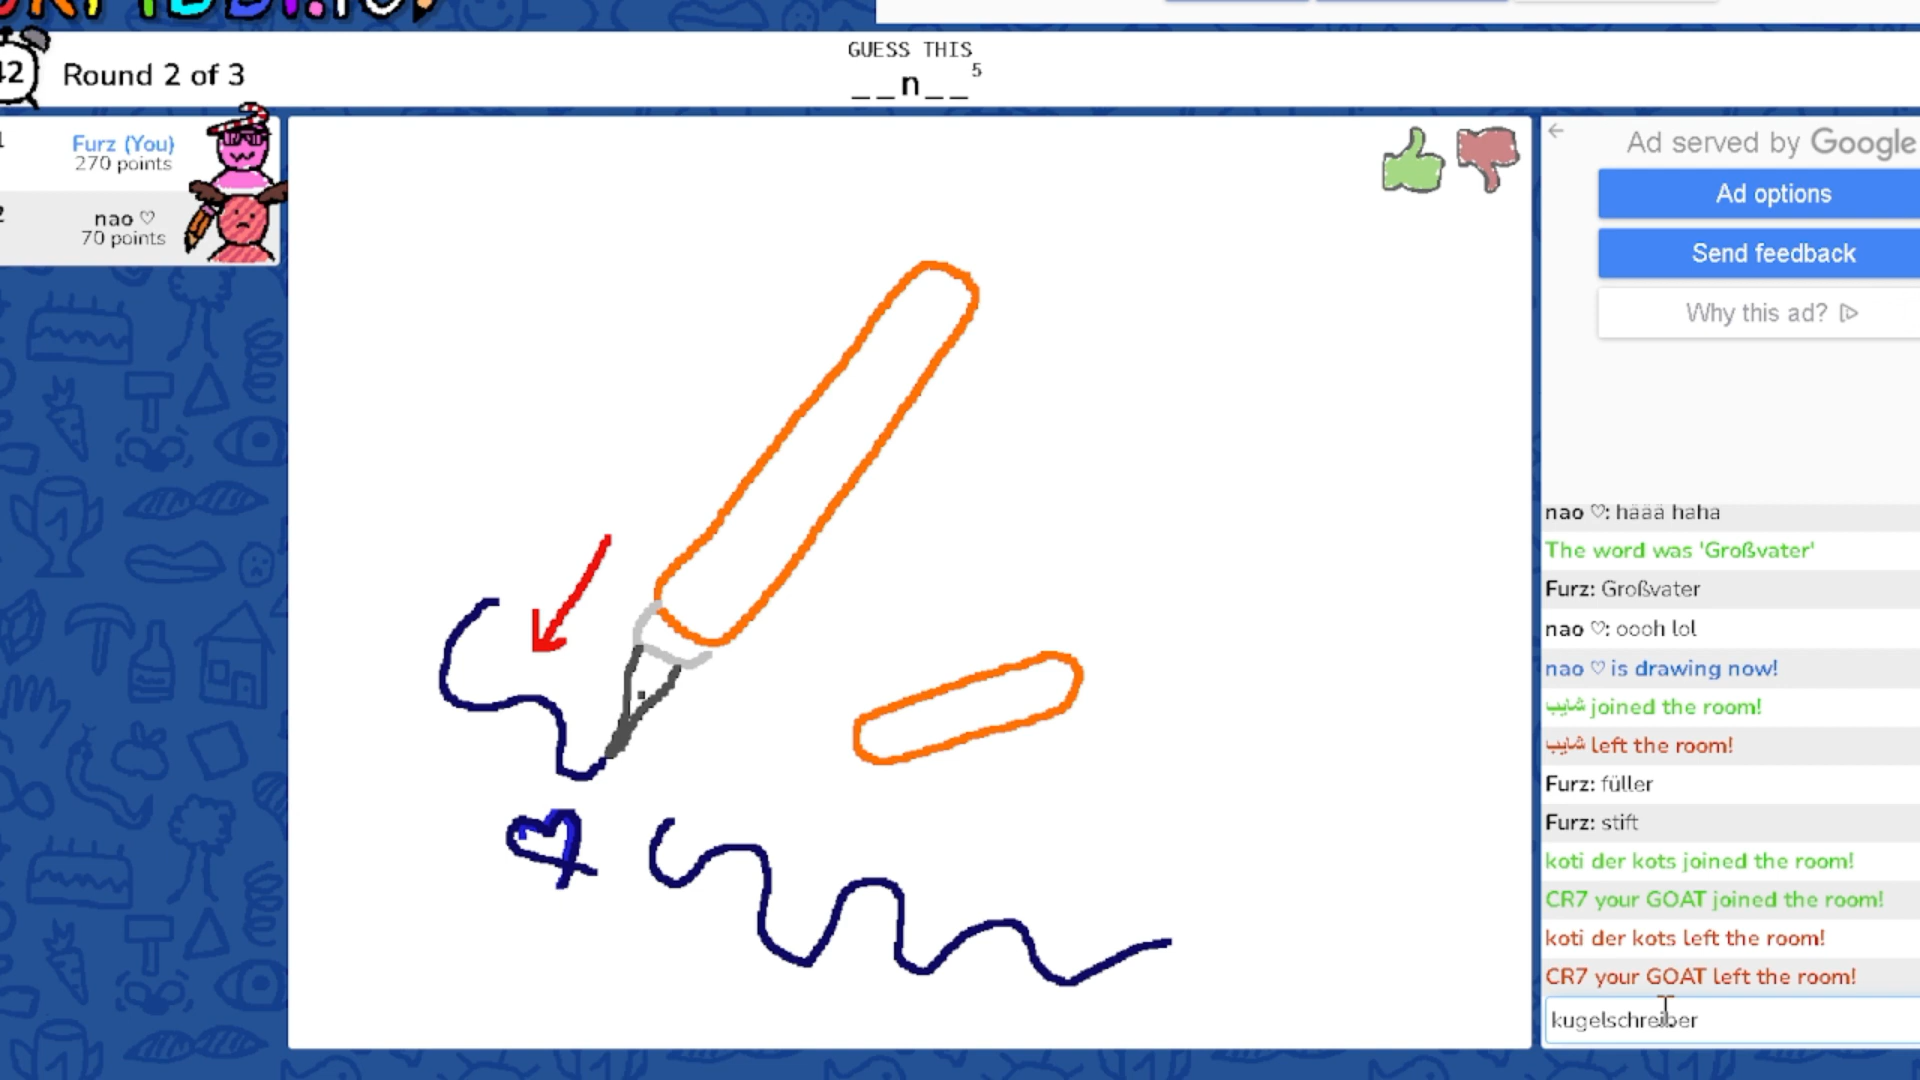 Round 2 of 3
GUESS THIS
__n__ 5
Furz (You)
270 points
2
nao ♡
70 points
Ad served by Google
Ad options
Send feedback
Why this ad?
nao ♡: häää haha
The word was 'Großvater'
Furz: Großvater
nao ♡: oooh lol
nao ♡ is drawing now!
شايب joined the room!
شايب left the room!
Furz: füller
Furz: stift
koti der kots joined the room!
CR7 your GOAT joined the room!
koti der kots left the room!
CR7 your GOAT left the room!
kugelschreiber